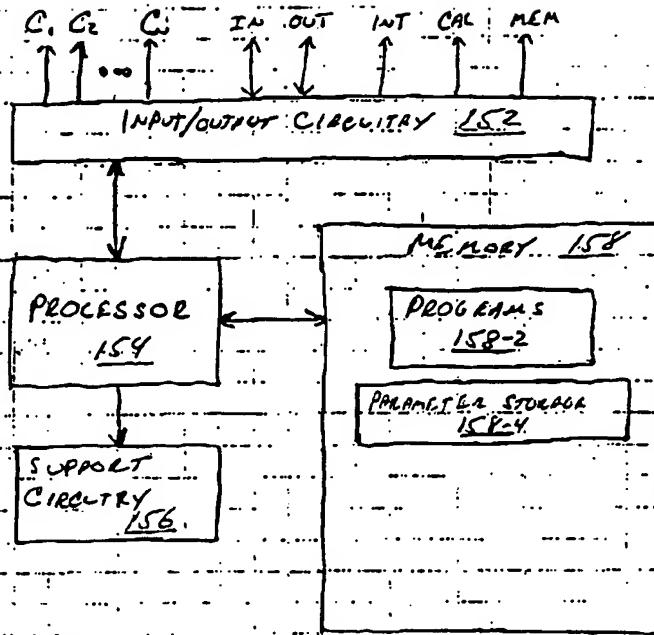 C1 C2 ... Ci IN OUT INT CAL MEM
INPUT/OUTPUT CIRCUITRY 152
MEMORY 158
PROCESSOR
154
PROGRAMS
158-2
PARAMETER STORAGE
158-4
SUPPORT
CIRCUTRY
156